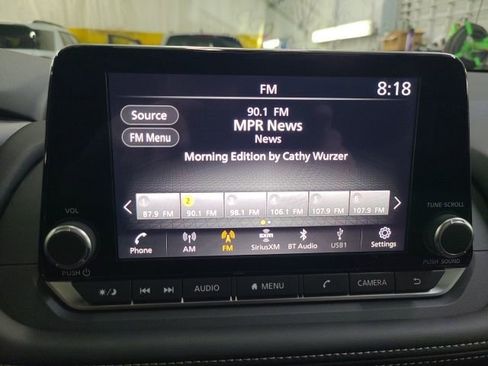 FM 8:18
Source
FM Menu
90.1 FM
MPR News
News
Morning Edition by Cathy Wurzer
2
87.9 FM 90.1 FM 98.1 FM 106.1 FM 107.9 FM 107.9 FM
Phone AM FM SiriusXM BT Audio USB1 Settings
VOL
PUSH
TUNE·SCROLL
PUSH SOUND
AUDIO MENU CAMERA